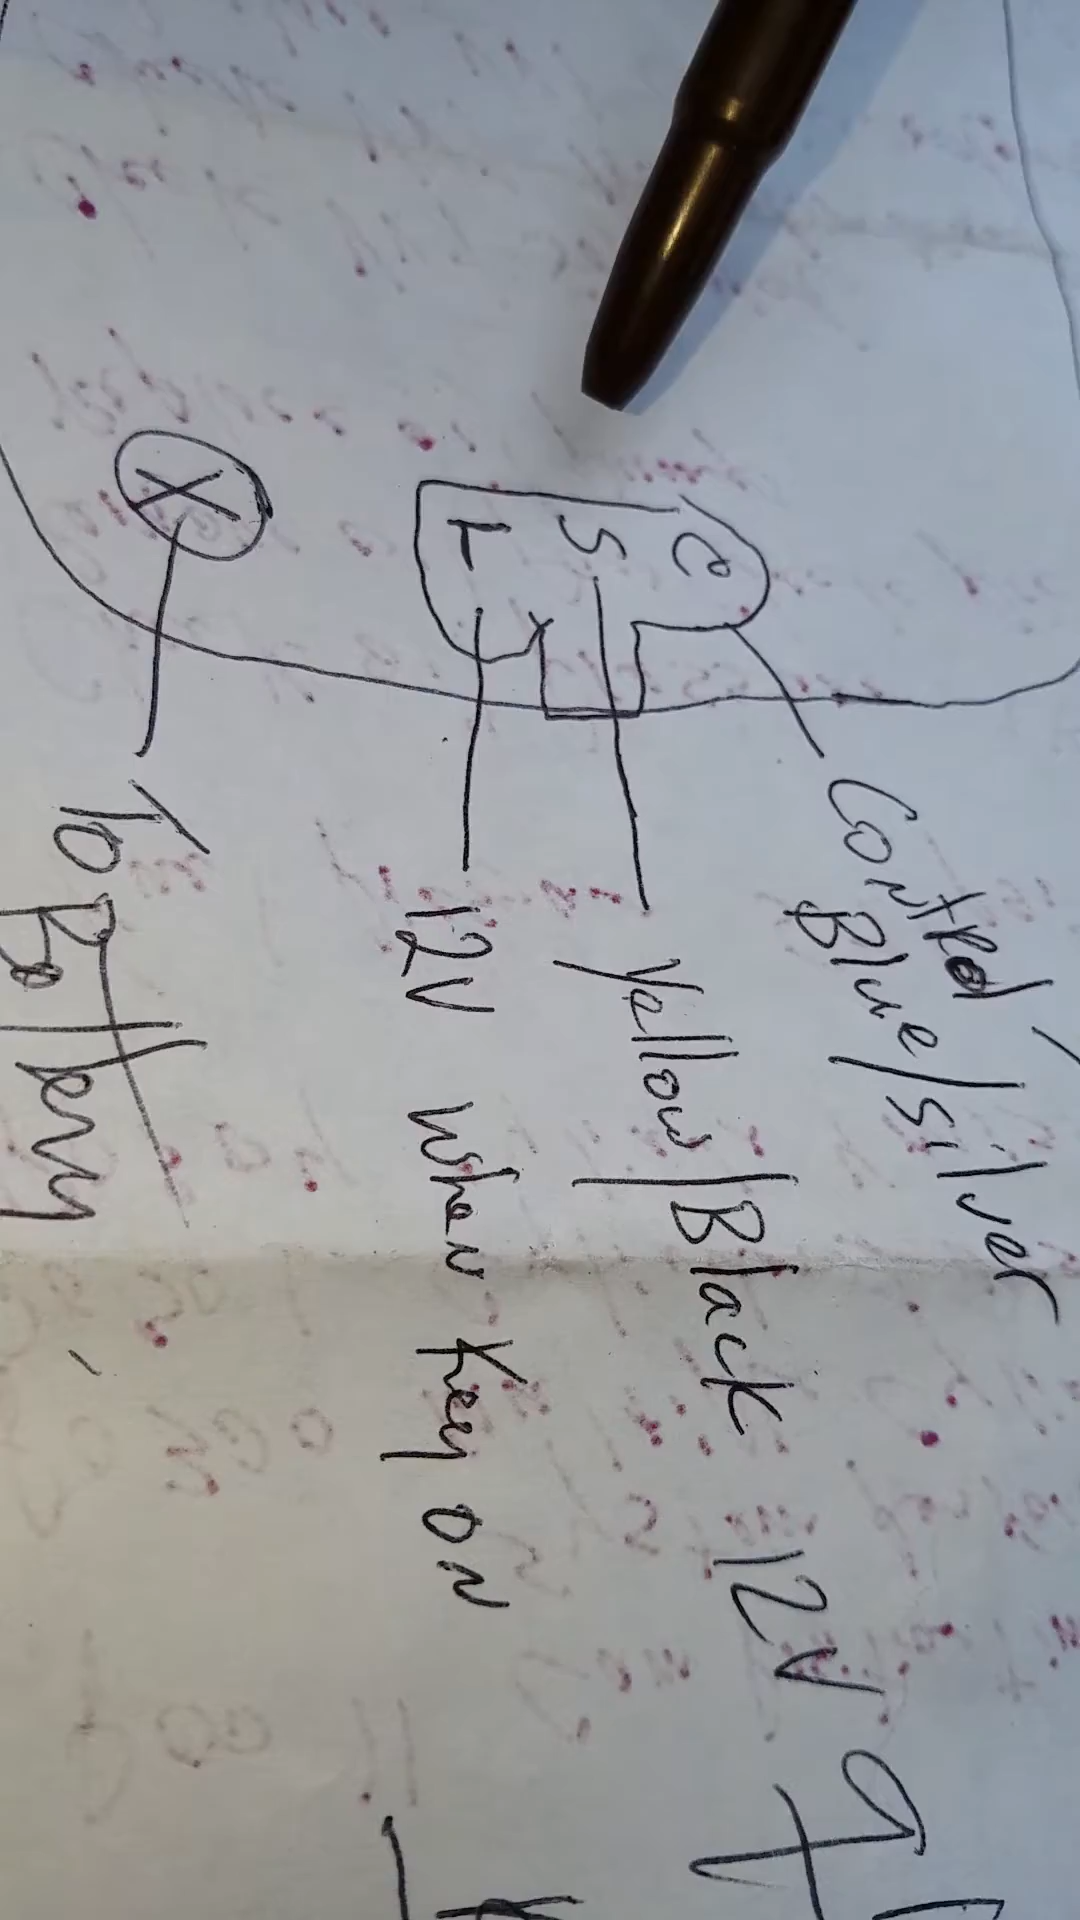 Control
Blue/silver
C
S
Yellow/Black 12V
L
12V when Key on
X
To Battery